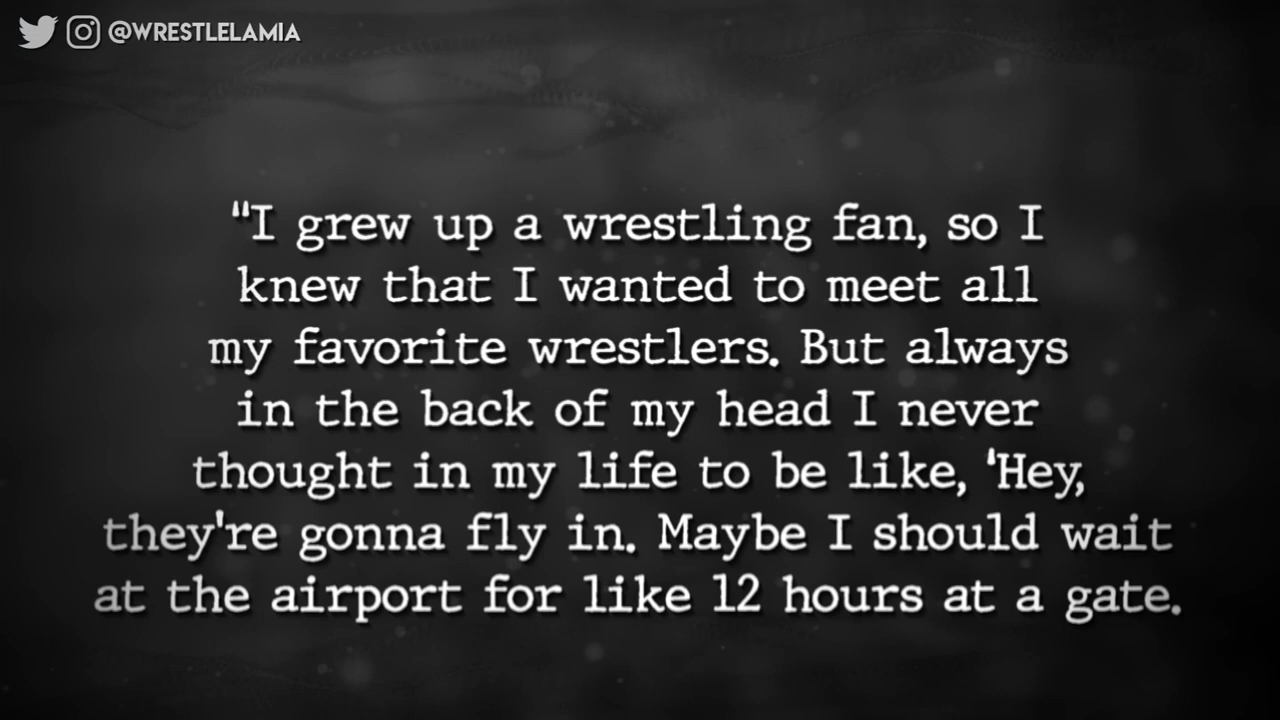 @WRESTLELAMIA
"I grew up a wrestling fan, so I
knew that I wanted to meet all
my favorite wrestlers. But always
in the back of my head I never
thought in my life to be like, 'Hey,
they're gonna fly in. Maybe I should wait
at the airport for like 12 hours at a gate.